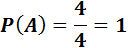 P(A) = 4/4 = 1